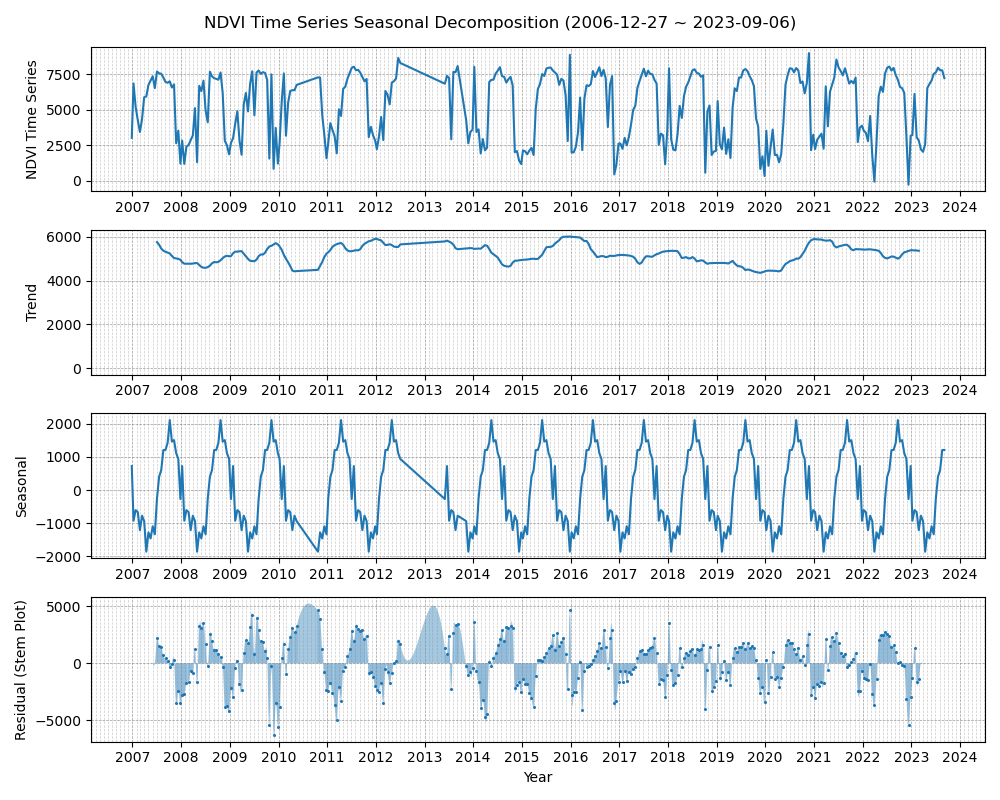 NDVI Time Series Seasonal Decomposition (2006-12-27 ~ 2023-09-06)
NDVI Time Series
7500
5000
2500
0
2007 2008 2009 2010 2011 2012 2013 2014 2015 2016 2017 2018 2019 2020 2021 2022 2023 2024
Trend
6000
4000
2000
0
2007 2008 2009 2010 2011 2012 2013 2014 2015 2016 2017 2018 2019 2020 2021 2022 2023 2024
Seasonal
2000
1000
0
−1000
−2000
2007 2008 2009 2010 2011 2012 2013 2014 2015 2016 2017 2018 2019 2020 2021 2022 2023 2024
Residual (Stem Plot)
5000
0
−5000
2007 2008 2009 2010 2011 2012 2013 2014 2015 2016 2017 2018 2019 2020 2021 2022 2023 2024
Year